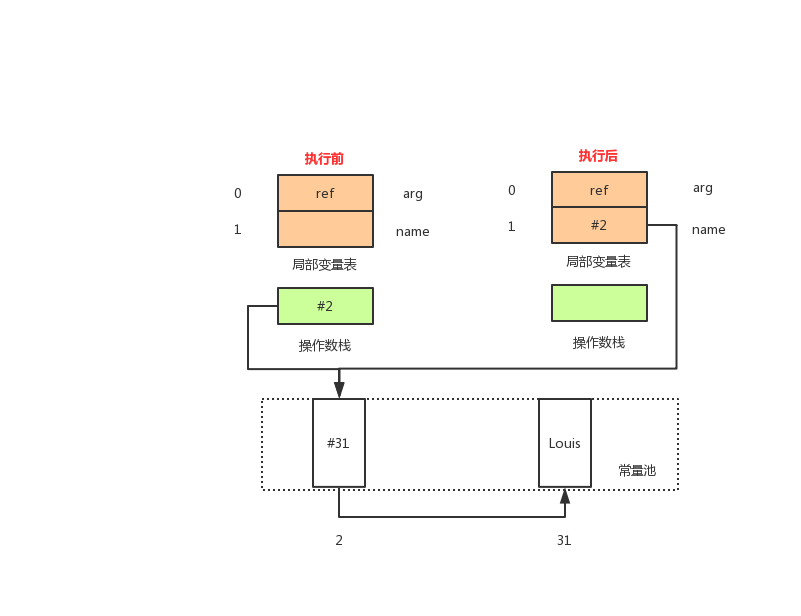 执行前
执行后
0 ref arg
0 ref arg
1 name
1 #2 name
局部变量表
局部变量表
#2
操作数栈
操作数栈
#31
Louis
常量池
2
31